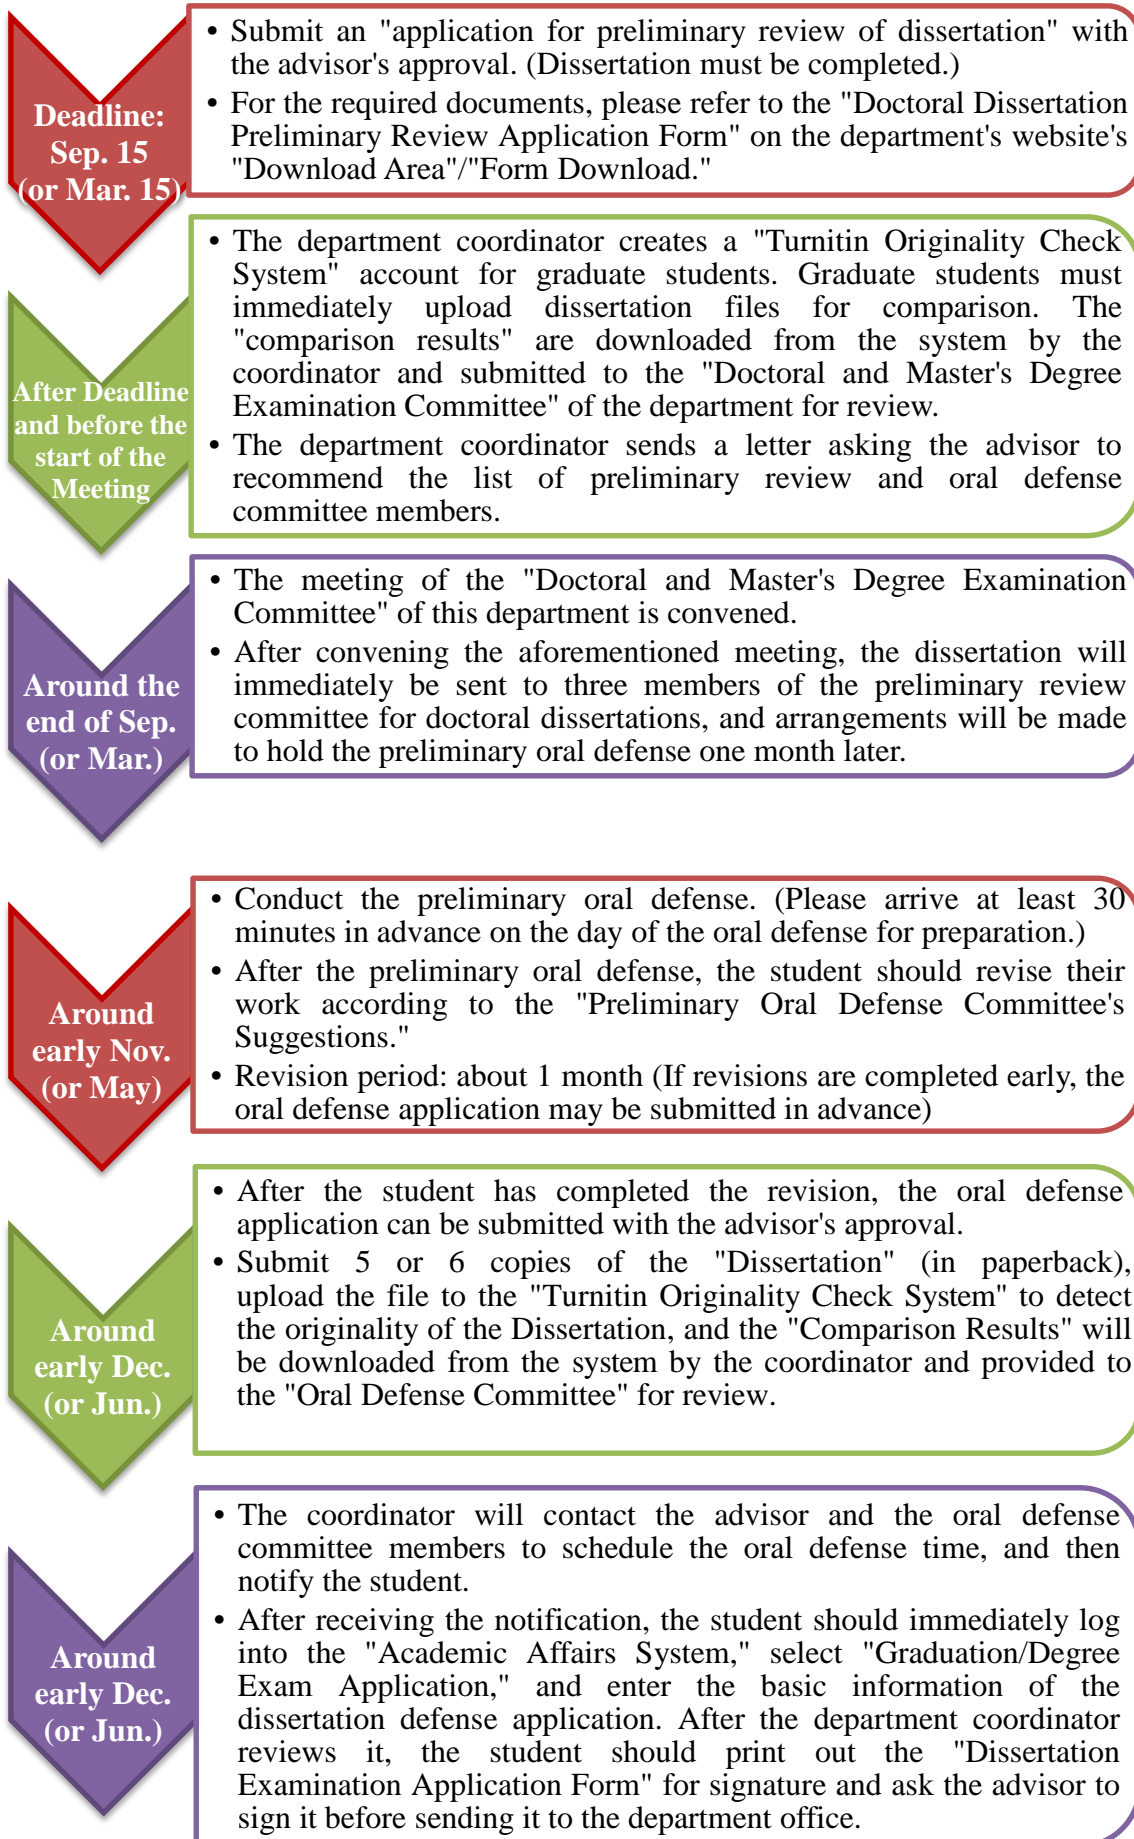 Deadline:
Sep. 15
(or Mar. 15)
• Submit an "application for preliminary review of dissertation" with
the advisor's approval. (Dissertation must be completed.)
• For the required documents, please refer to the "Doctoral Dissertation
Preliminary Review Application Form" on the department's website's
"Download Area"/"Form Download."
After Deadline
and before the
start of the
Meeting
• The department coordinator creates a "Turnitin Originality Check
System" account for graduate students. Graduate students must
immediately upload dissertation files for comparison. The
"comparison results" are downloaded from the system by the
coordinator and submitted to the "Doctoral and Master's Degree
Examination Committee" of the department for review.
• The department coordinator sends a letter asking the advisor to
recommend the list of preliminary review and oral defense
committee members.
Around the
end of Sep.
(or Mar.)
• The meeting of the "Doctoral and Master's Degree Examination
Committee" of this department is convened.
• After convening the aforementioned meeting, the dissertation will
immediately be sent to three members of the preliminary review
committee for doctoral dissertations, and arrangements will be made
to hold the preliminary oral defense one month later.
Around
early Nov.
(or May)
• Conduct the preliminary oral defense. (Please arrive at least 30
minutes in advance on the day of the oral defense for preparation.)
• After the preliminary oral defense, the student should revise their
work according to the "Preliminary Oral Defense Committee's
Suggestions."
• Revision period: about 1 month (If revisions are completed early, the
oral defense application may be submitted in advance)
Around
early Dec.
(or Jun.)
• After the student has completed the revision, the oral defense
application can be submitted with the advisor's approval.
• Submit 5 or 6 copies of the "Dissertation" (in paperback),
upload the file to the "Turnitin Originality Check System" to detect
the originality of the Dissertation, and the "Comparison Results" will
be downloaded from the system by the coordinator and provided to
the "Oral Defense Committee" for review.
Around
early Dec.
(or Jun.)
• The coordinator will contact the advisor and the oral defense
committee members to schedule the oral defense time, and then
notify the student.
• After receiving the notification, the student should immediately log
into the "Academic Affairs System," select "Graduation/Degree
Exam Application," and enter the basic information of the
dissertation defense application. After the department coordinator
reviews it, the student should print out the "Dissertation
Examination Application Form" for signature and ask the advisor to
sign it before sending it to the department office.